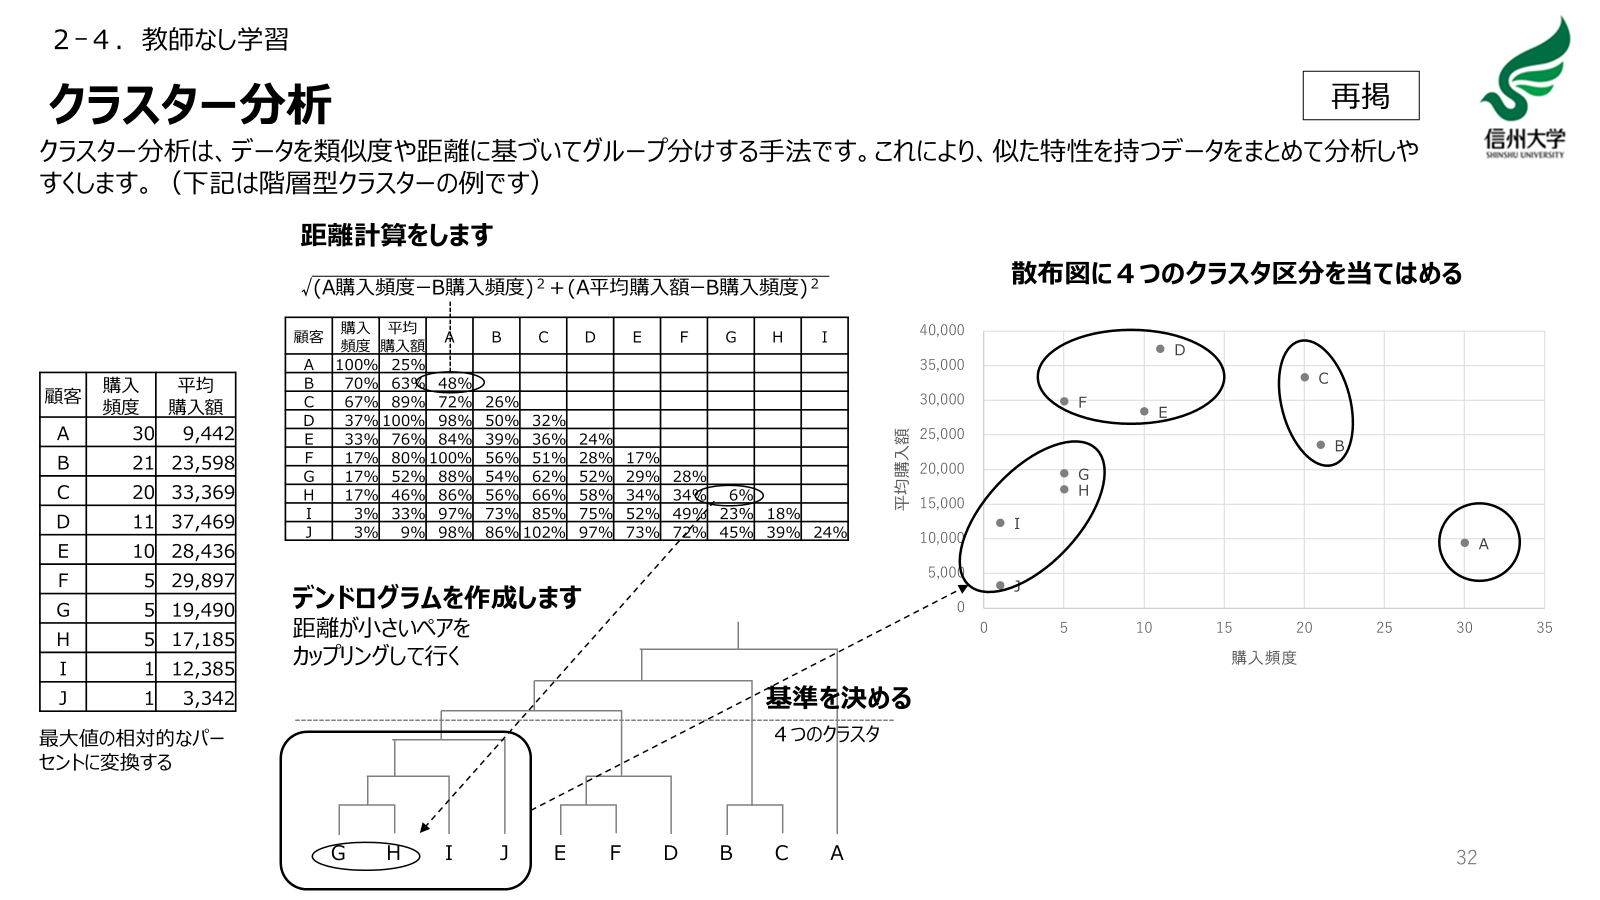 2-4．教師なし学習
クラスター分析
再掲
信州大学
SHINSHU UNIVERSITY
クラスター分析は、データを類似度や距離に基づいてグループ分けする手法です。これにより、似た特性を持つデータをまとめて分析しや
すくします。（下記は階層型クラスターの例です）
距離計算をします
√(A購入頻度−B購入頻度)²＋(A平均購入額−B購入頻度)²
顧客 購入頻度 平均購入額 A B C D E F G H I
A 100% 25%
B 70% 63% 48%
C 67% 89% 72% 26%
D 37% 100% 98% 50% 32%
E 33% 76% 84% 39% 36% 24%
F 17% 80% 100% 56% 51% 28% 17%
G 17% 52% 88% 54% 62% 52% 29% 28%
H 17% 46% 86% 56% 66% 58% 34% 34% 6%
I 3% 33% 97% 73% 85% 75% 52% 49% 23% 18%
J 3% 9% 98% 86% 102% 97% 73% 72% 45% 39% 24%
顧客 購入頻度 平均購入額
A 30 9,442
B 21 23,598
C 20 33,369
D 11 37,469
E 10 28,436
F 5 29,897
G 5 19,490
H 5 17,185
I 1 12,385
J 1 3,342
最大値の相対的なパー
セントに変換する
デンドログラムを作成します
距離が小さいペアを
カップリングして行く
基準を決める
４つのクラスタ
G H I J E F D B C A
散布図に４つのクラスタ区分を当てはめる
平均購入額
40,000
35,000
30,000
25,000
20,000
15,000
10,000
5,000
0
D
C
F
E
B
G
H
I
A
J
0 5 10 15 20 25 30 35
購入頻度
32